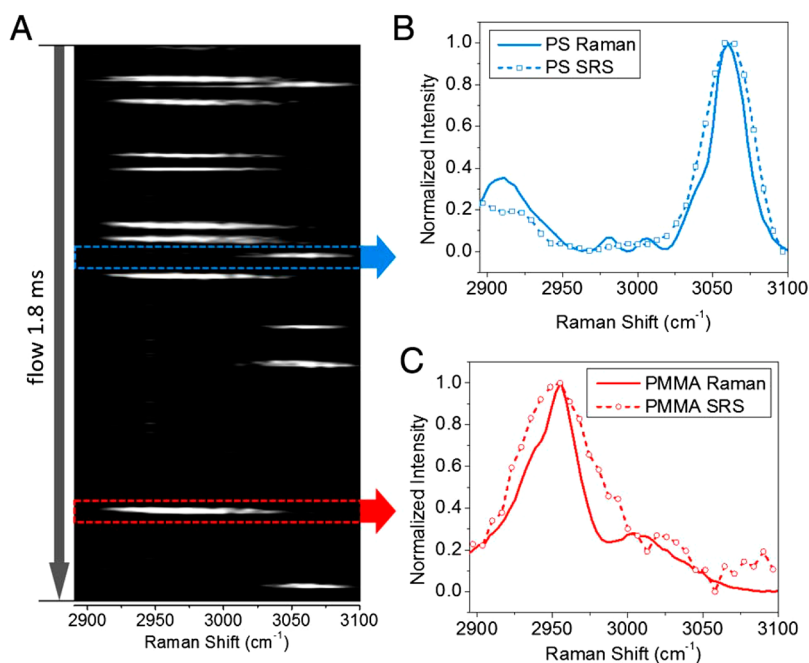 A
flow 1.8 ms
2900 2950 3000 3050 3100
Raman Shift (cm⁻¹)
B
PS Raman
PS SRS
Normalized Intensity
1.0
0.8
0.6
0.4
0.2
0.0
2900 2950 3000 3050 3100
Raman Shift (cm⁻¹)
C
PMMA Raman
PMMA SRS
Normalized Intensity
1.0
0.8
0.6
0.4
0.2
0.0
2900 2950 3000 3050 3100
Raman Shift (cm⁻¹)